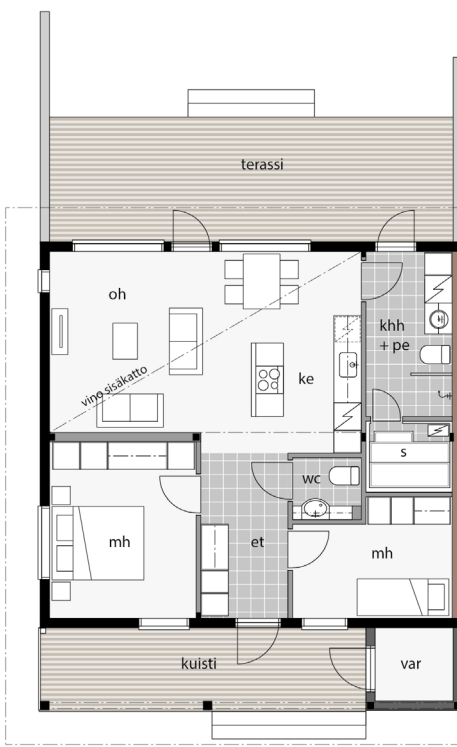 terassi
oh
khh
+ pe
vino sisäkatto
ke
s
wc
mh
et
mh
kuisti
var